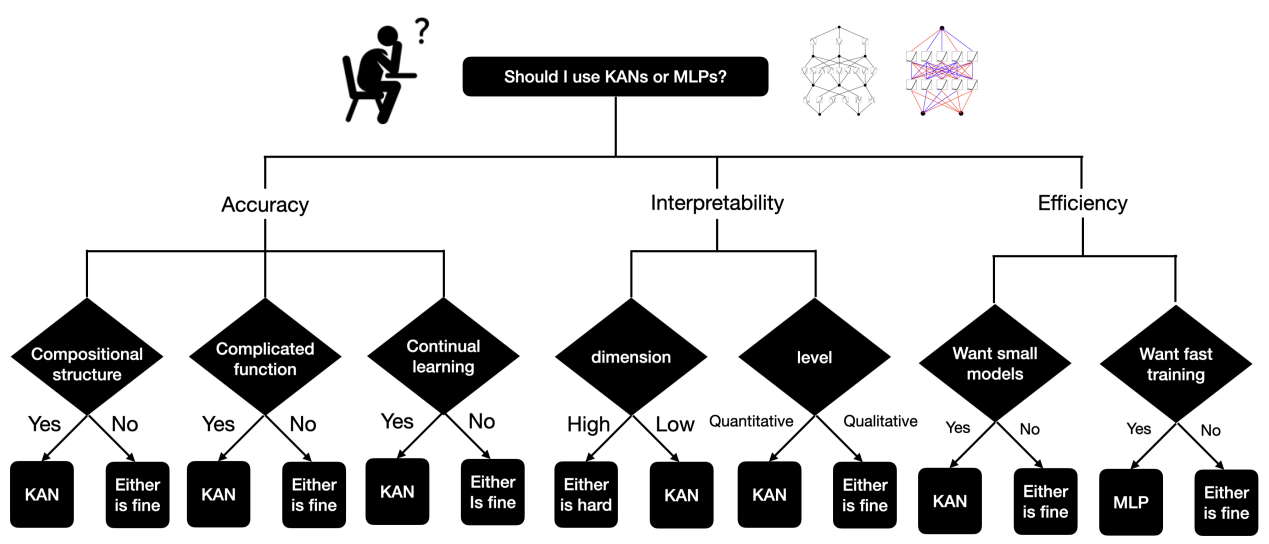 ?
Should I use KANs or MLPs?
Accuracy
Interpretability
Efficiency
Compositional
structure
Complicated
function
Continual
learning
dimension
level
Want small
models
Want fast
training
Yes
No
Yes
No
Yes
No
High
Low
Quantitative
Qualitative
Yes
No
Yes
No
KAN
Either
is fine
KAN
Either
is fine
KAN
Either
Is fine
Either
is hard
KAN
KAN
Either
is fine
KAN
Either
is fine
MLP
Either
is fine